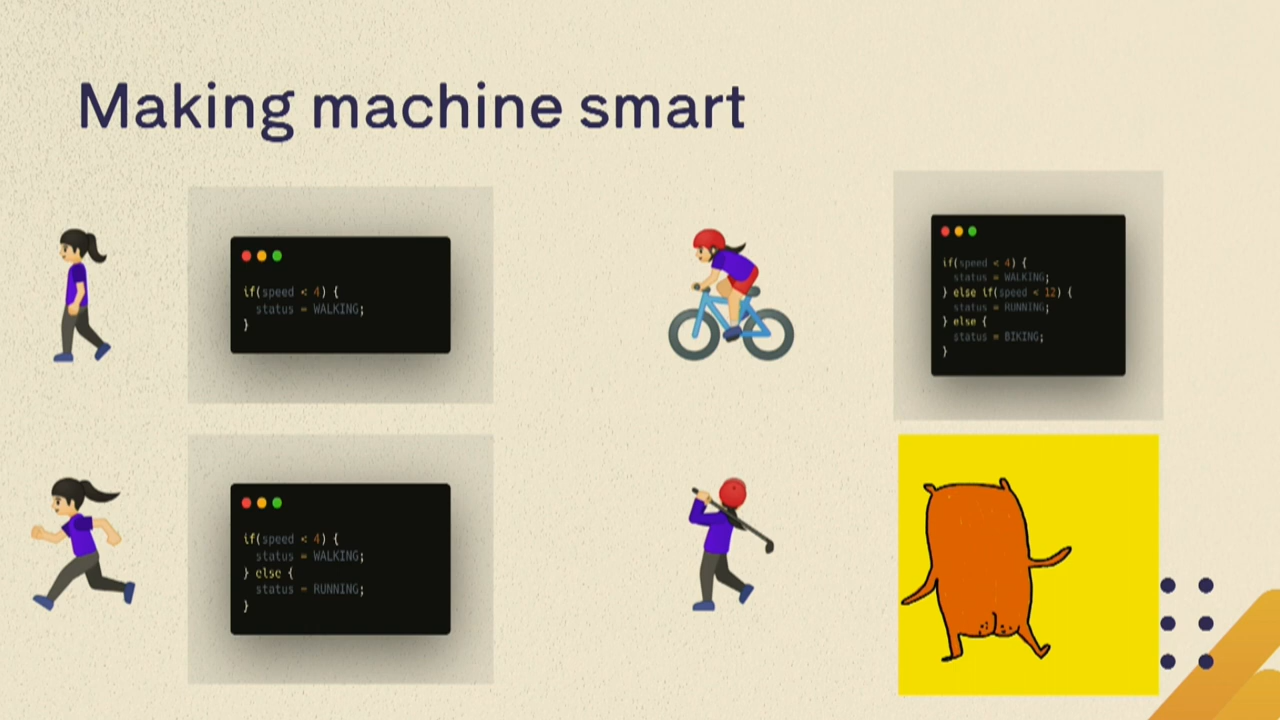 Making machine smart
if(speed < 4) {
  status = WALKING;
}
if(speed < 4) {
  status = WALKING;
} else if(speed < 12) {
  status = RUNNING;
} else {
  status = BIKING;
}
if(speed < 4) {
  status = WALKING;
} else {
  status = RUNNING;
}